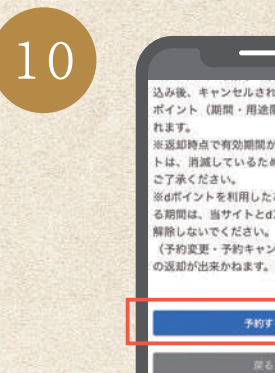 10
込み後、キャンセルされ
ポイント（期間・用途限
れます。
※返却時点で有効期間が
トは、消滅しているため
ご了承ください。
※dポイントを利用した
る期間は、当サイトとd
解除しないでください。
（予約変更・予約キャン
の返却が出来かねます。
予約す
戻る